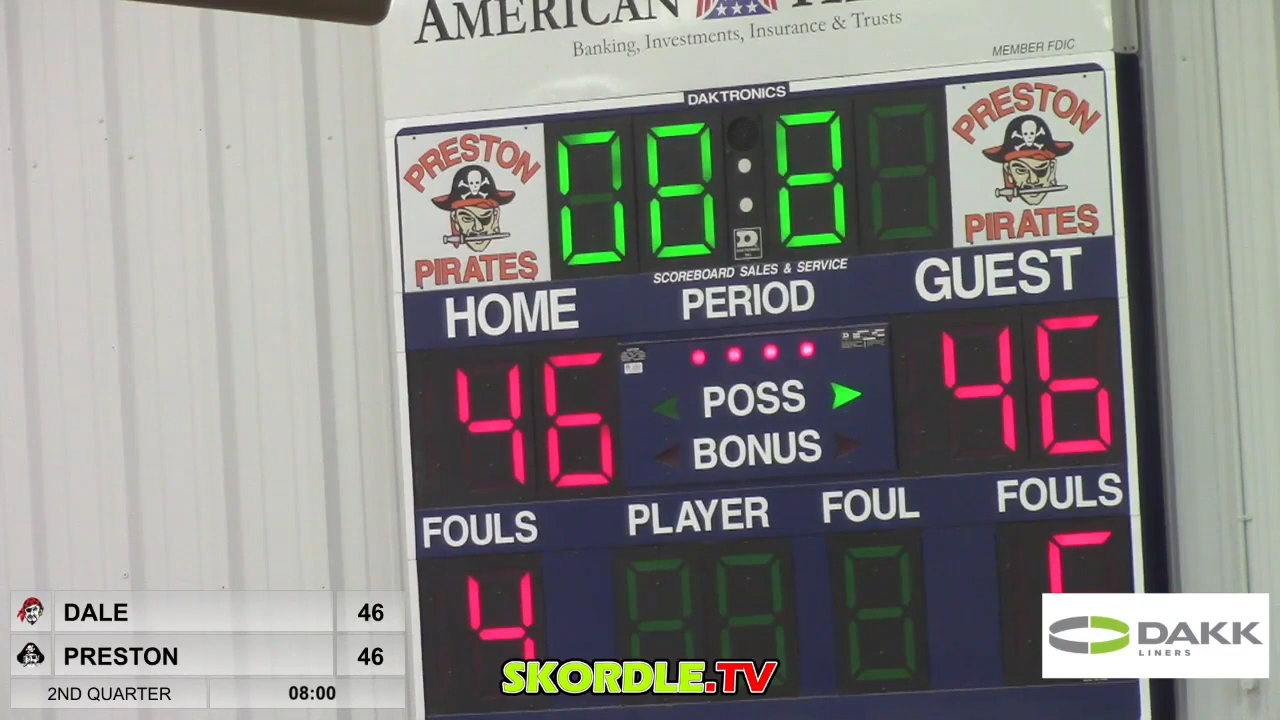 AMERICAN
Banking, Investments, Insurance & Trusts
MEMBER FDIC
DAKTRONICS
PRESTON
PIRATES
PRESTON
PIRATES
SCOREBOARD SALES & SERVICE
HOME
PERIOD
GUEST
46
POSS
BONUS
46
FOULS
PLAYER
FOUL
FOULS
4
DALE 46
PRESTON 46
2ND QUARTER 08:00
SKORDLE.TV
DAKK
LINERS